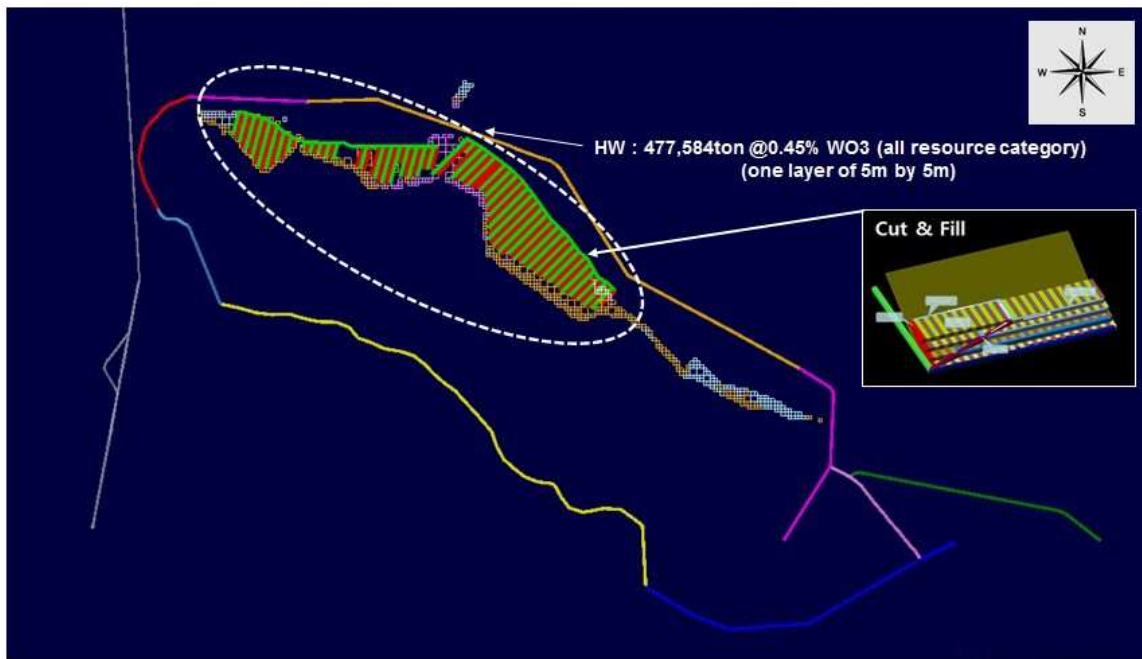 N
W E
S
HW : 477,584ton @0.45% WO3 (all resource category)
(one layer of 5m by 5m)
Cut & Fill